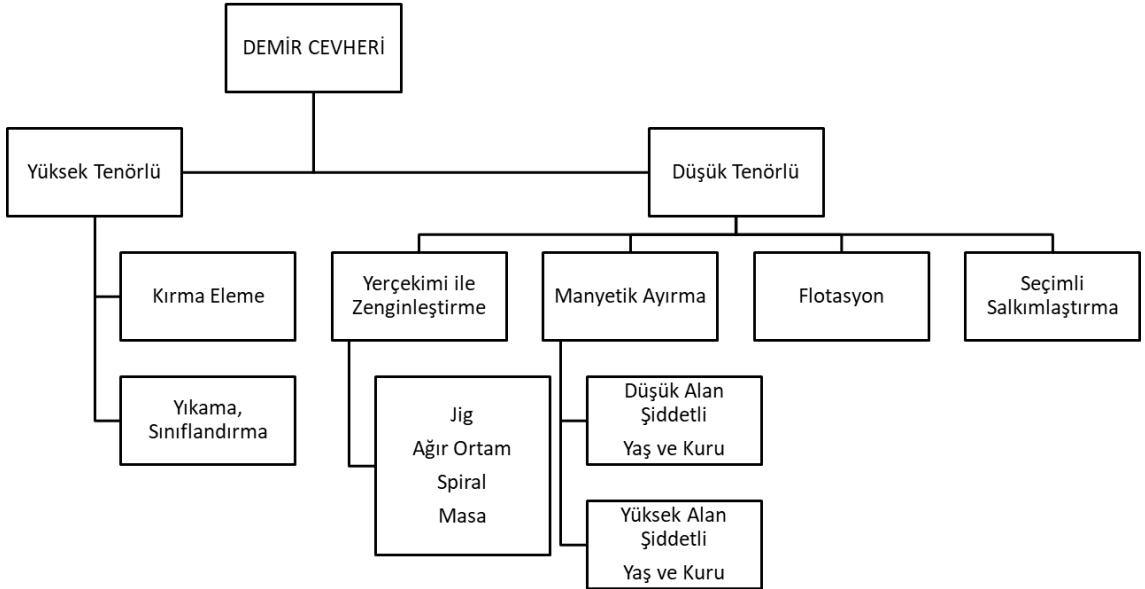 DEMİR CEVHERİ
Yüksek Tenörlü
Düşük Tenörlü
Kırma Eleme
Yerçekimi ile
Zenginleştirme
Manyetik Ayırma
Flotasyon
Seçimli
Salkımlaştırma
Yıkama,
Sınıflandırma
Jig
Ağır Ortam
Spiral
Masa
Düşük Alan
Şiddetli
Yaş ve Kuru
Yüksek Alan
Şiddetli
Yaş ve Kuru